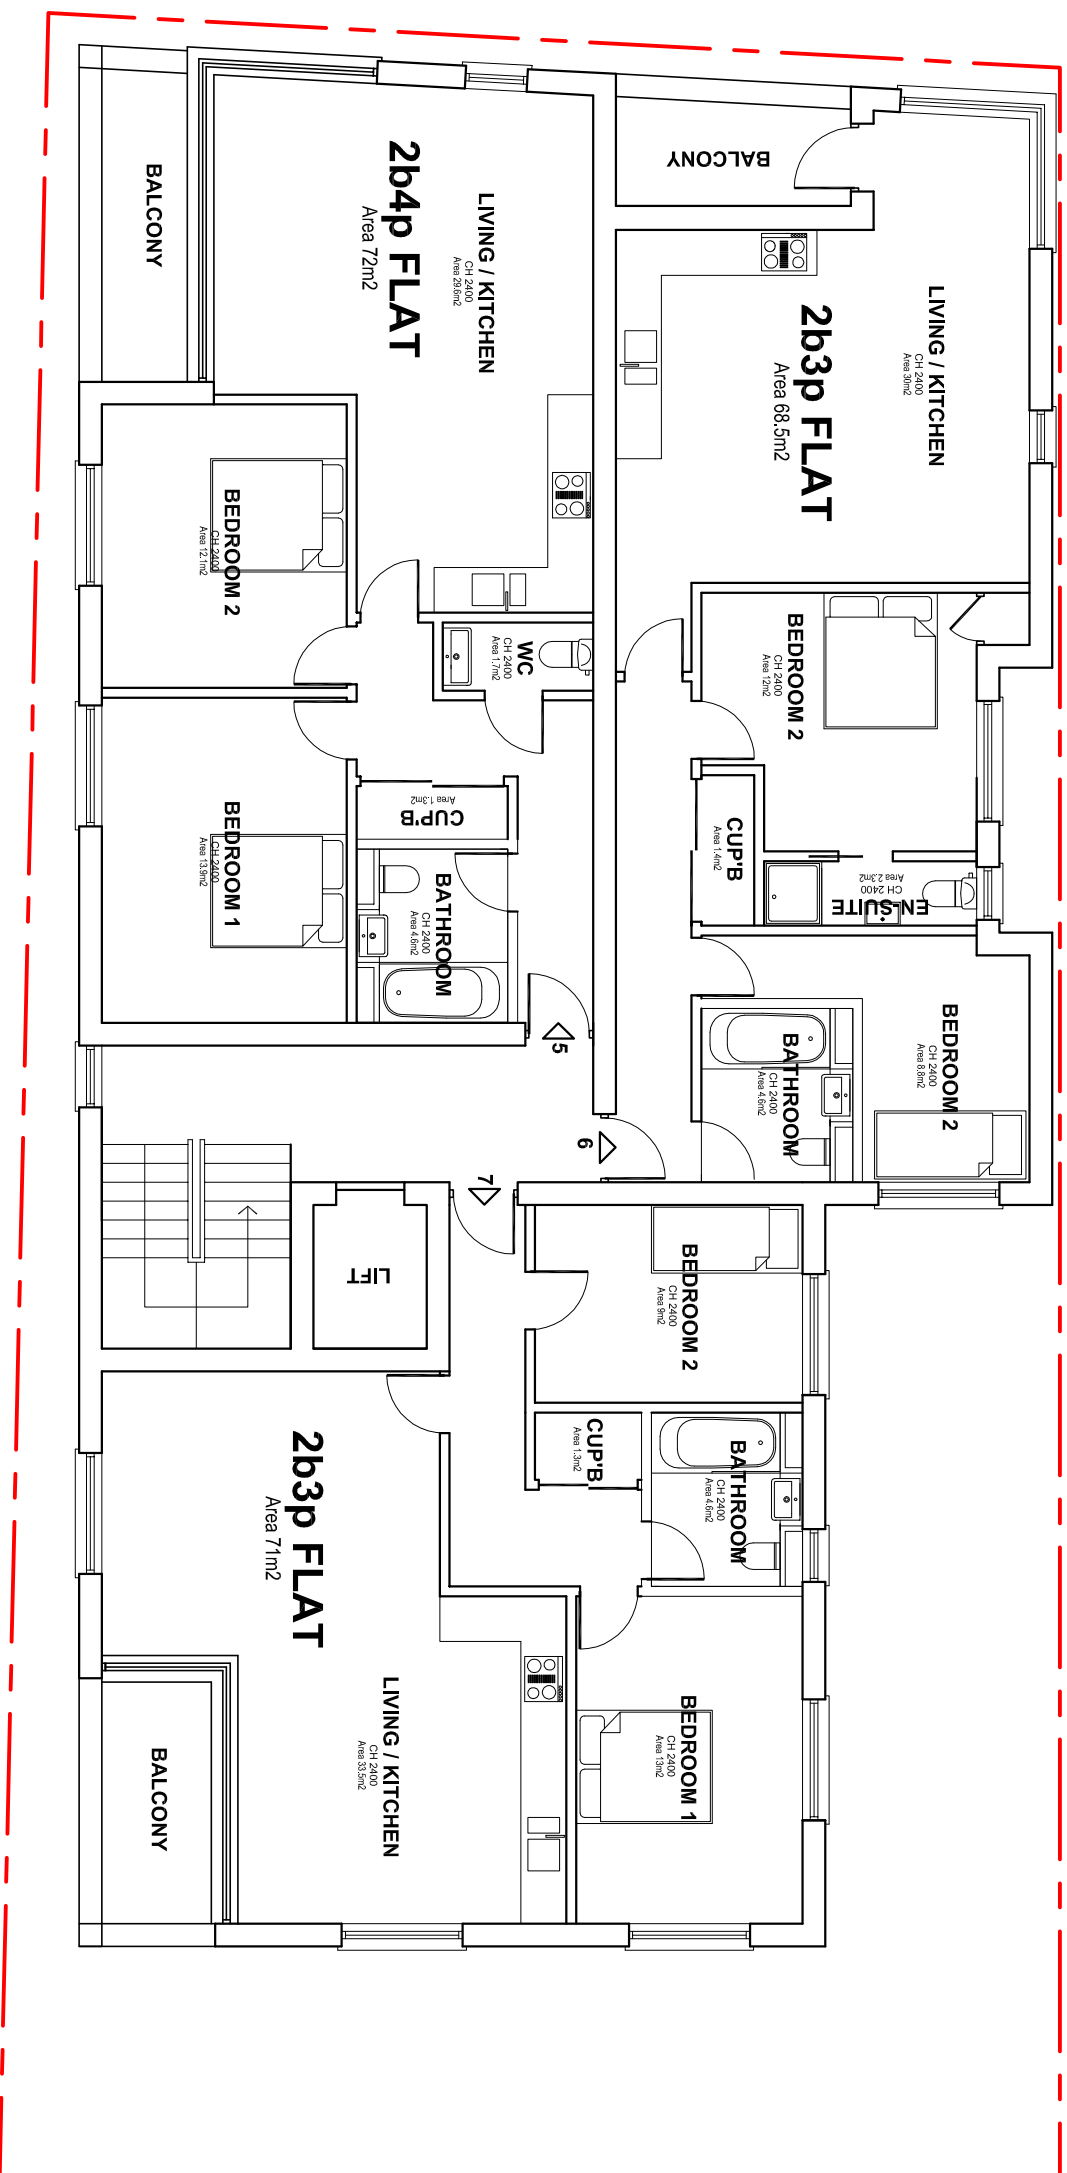 BALCONY
2b4p FLAT
Area 72m2
LIVING / KITCHEN
CH 2400
Area 29.6m2
BALCONY
LIVING / KITCHEN
CH 2400
Area 30m2
2b3p FLAT
Area 68.5m2
BEDROOM 2
CH 2400
Area 12.1m2
WC
CH 2400
Area 1.7m2
BEDROOM 2
CH 2400
Area 12m2
BEDROOM 1
CH 2400
Area 13.9m2
CUP'B
Area 1.3m2
BATHROOM
CH 2400
Area 4.6m2
CUP'B
Area 1.4m2
EN-SUITE
CH 2400
Area 2.3m2
BEDROOM 2
CH 2400
Area 8.8m2
BATHROOM
CH 2400
Area 4.6m2
5
6
7
LIFT
BEDROOM 2
CH 2400
Area 9m2
CUP'B
Area 1.3m2
BATHROOM
CH 2400
Area 4.6m2
2b3p FLAT
Area 71m2
LIVING / KITCHEN
CH 2400
Area 33.5m2
BEDROOM 1
CH 2400
Area 13m2
BALCONY